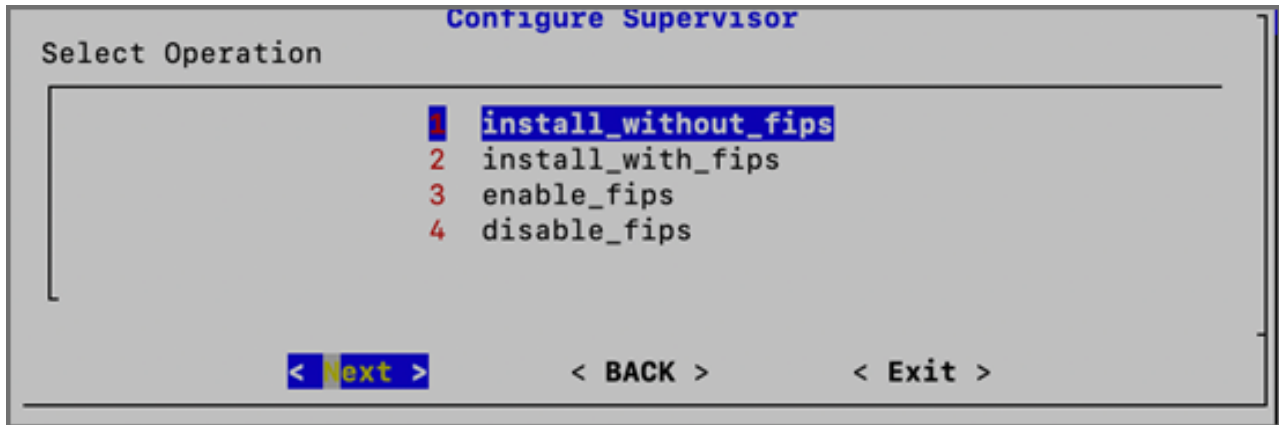 Configure Supervisor
Select Operation
1 install_without_fips
2 install_with_fips
3 enable_fips
4 disable_fips
< Next > < BACK > < Exit >